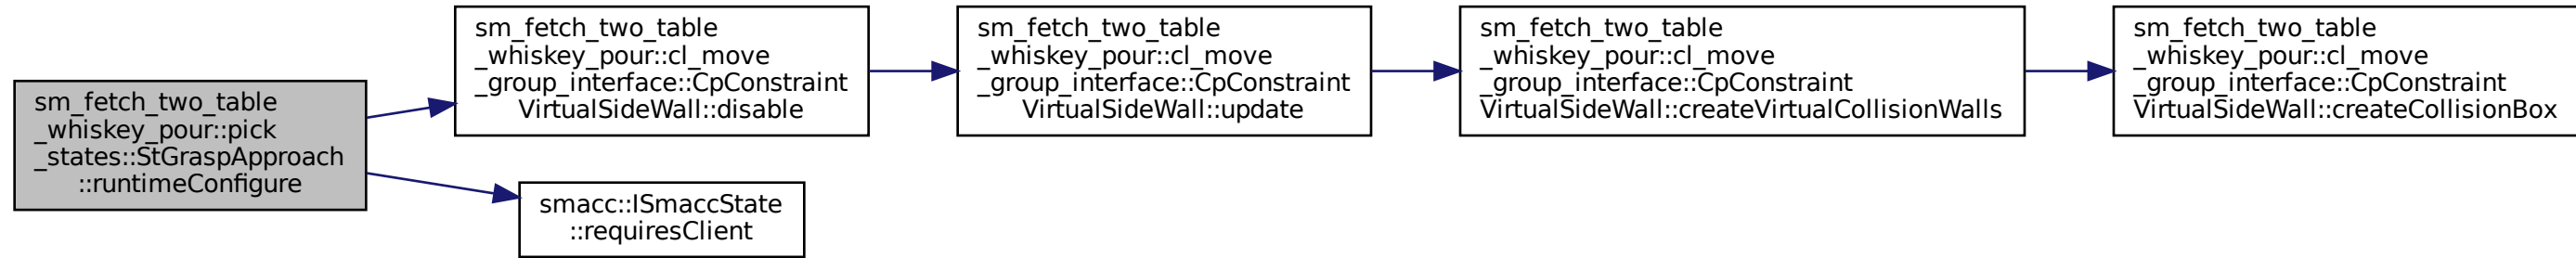 sm_fetch_two_table
_whiskey_pour::pick
_states::StGraspApproach
::runtimeConfigure
sm_fetch_two_table
_whiskey_pour::cl_move
_group_interface::CpConstraint
VirtualSideWall::disable
sm_fetch_two_table
_whiskey_pour::cl_move
_group_interface::CpConstraint
VirtualSideWall::update
sm_fetch_two_table
_whiskey_pour::cl_move
_group_interface::CpConstraint
VirtualSideWall::createVirtualCollisionWalls
sm_fetch_two_table
_whiskey_pour::cl_move
_group_interface::CpConstraint
VirtualSideWall::createCollisionBox
smacc::ISmaccState
::requiresClient